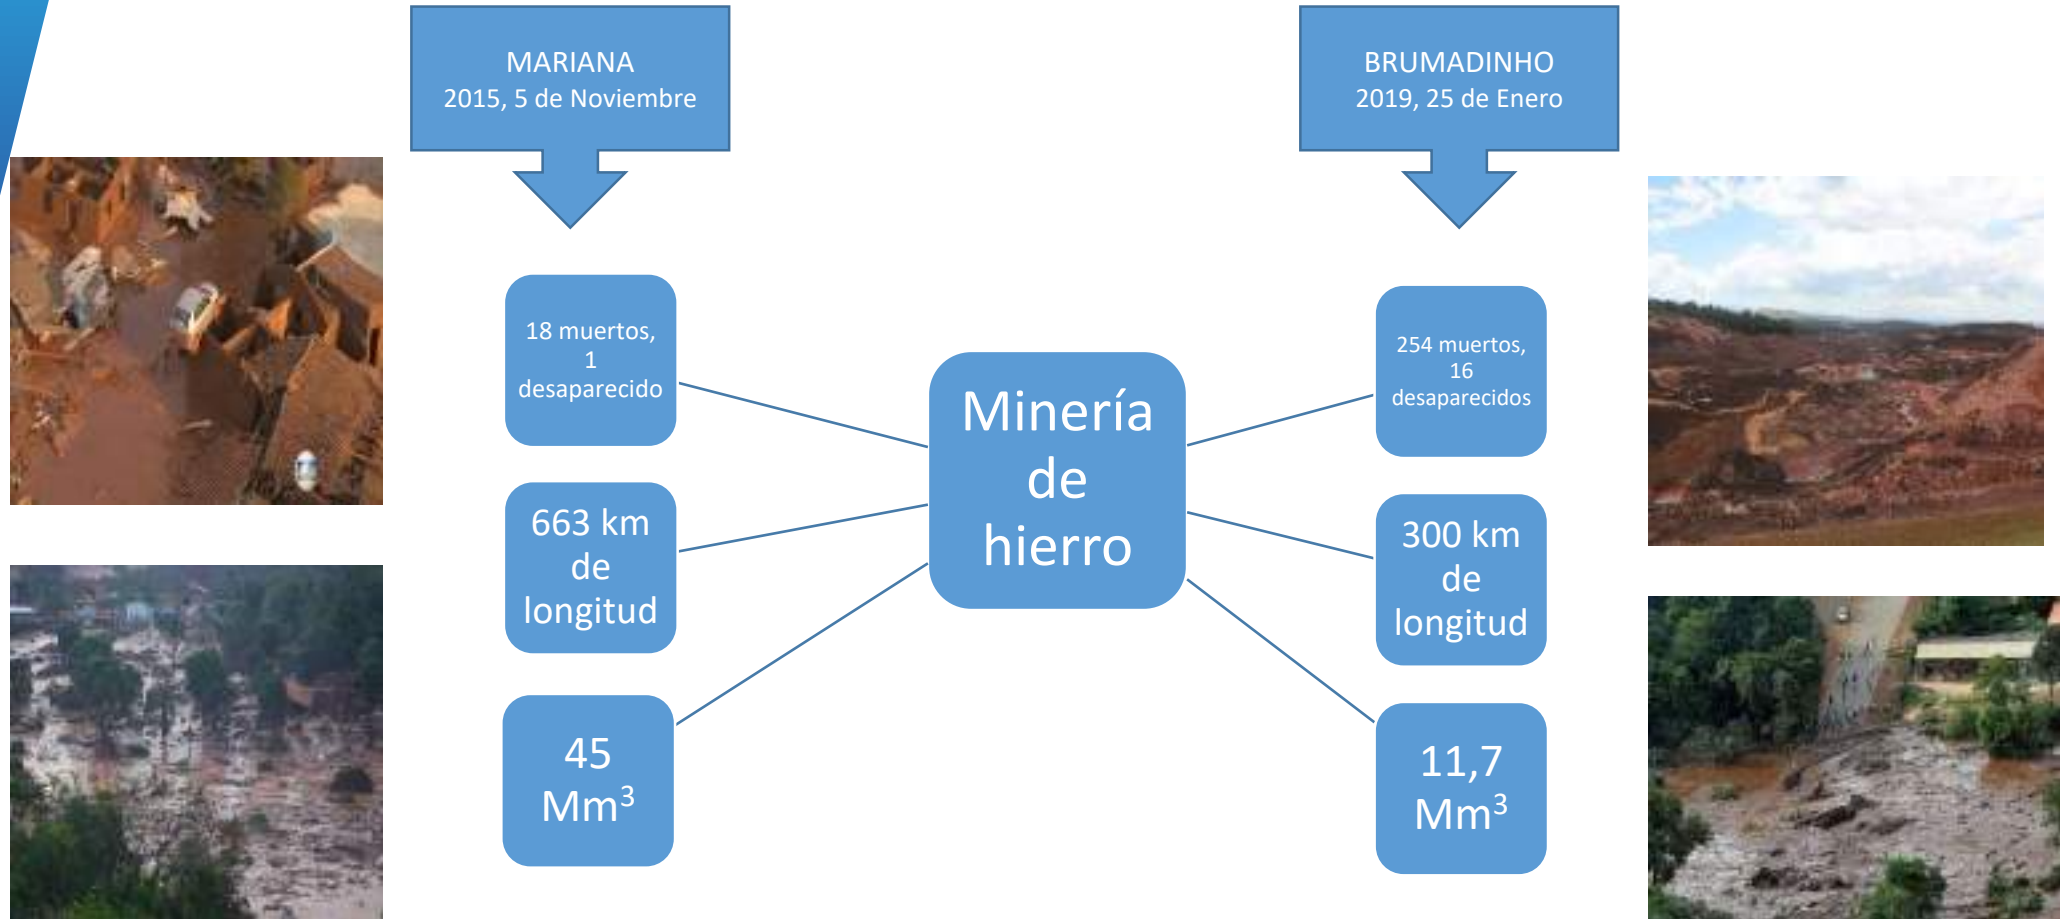 MARIANA
2015, 5 de Noviembre
BRUMADINHO
2019, 25 de Enero
18 muertos,
1
desaparecido
663 km
de
longitud
45
Mm³
Minería
de
hierro
254 muertos,
16
desaparecidos
300 km
de
longitud
11,7
Mm³